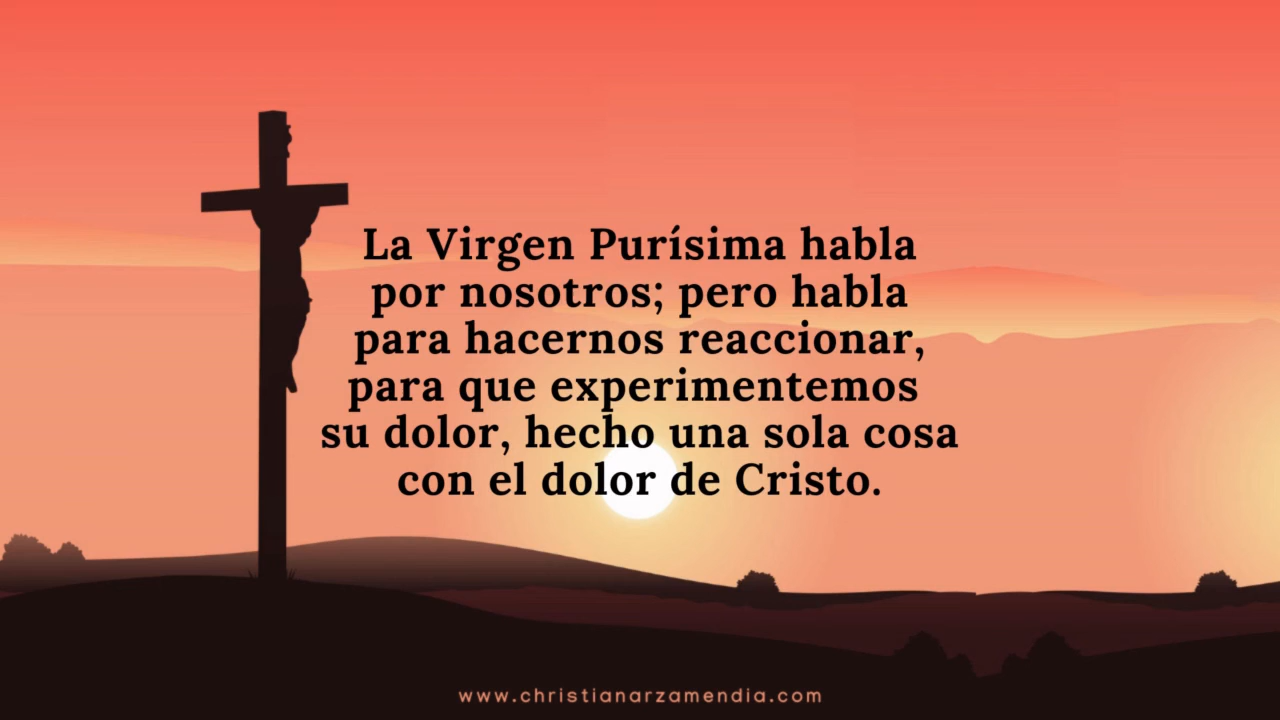 La Virgen Purísima habla
por nosotros; pero habla
para hacernos reaccionar,
para que experimentemos
su dolor, hecho una sola cosa
con el dolor de Cristo.
www.christianarzamendia.com